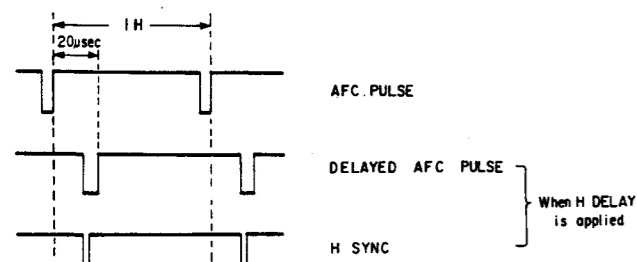 1H
20μsec
AFC. PULSE
DELAYED AFC PULSE
When H DELAY
is applied
H SYNC